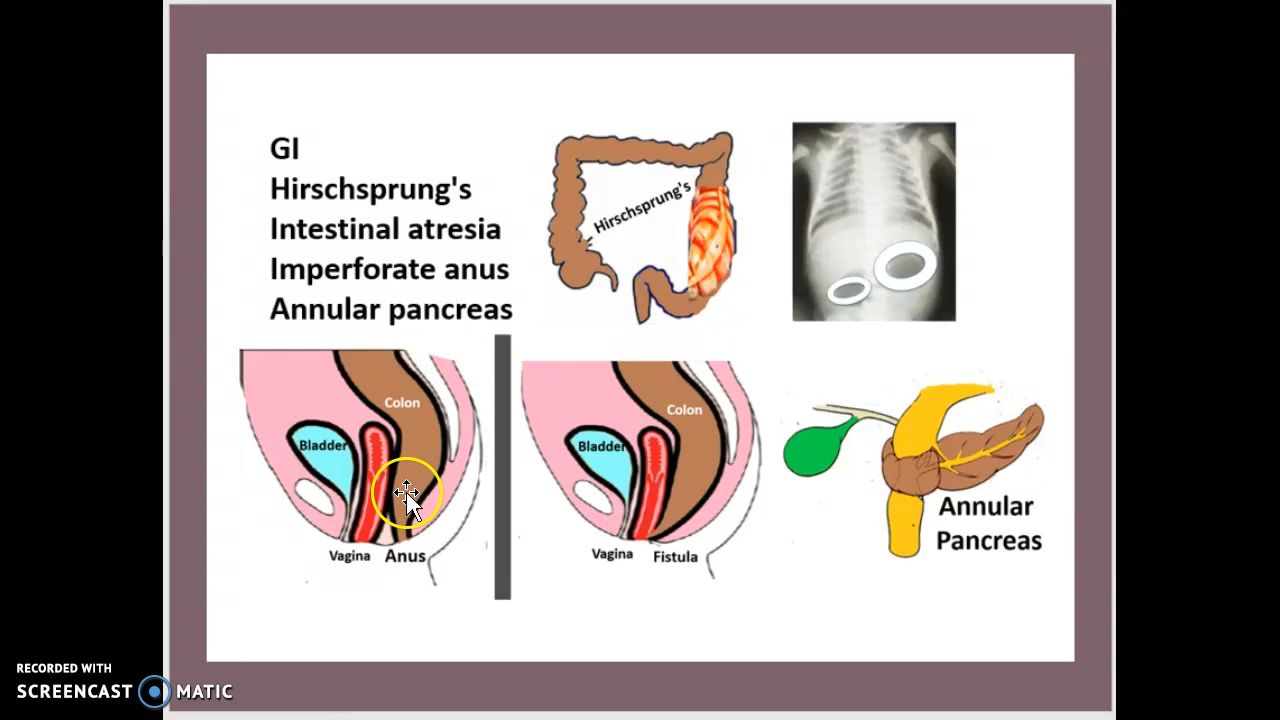 GI
Hirschsprung's
Intestinal atresia
Imperforate anus
Annular pancreas
Hirschsprung's
Colon
Bladder
Vagina Anus
Colon
Bladder
Vagina Fistula
Annular
Pancreas
RECORDED WITH
SCREENCAST MATIC